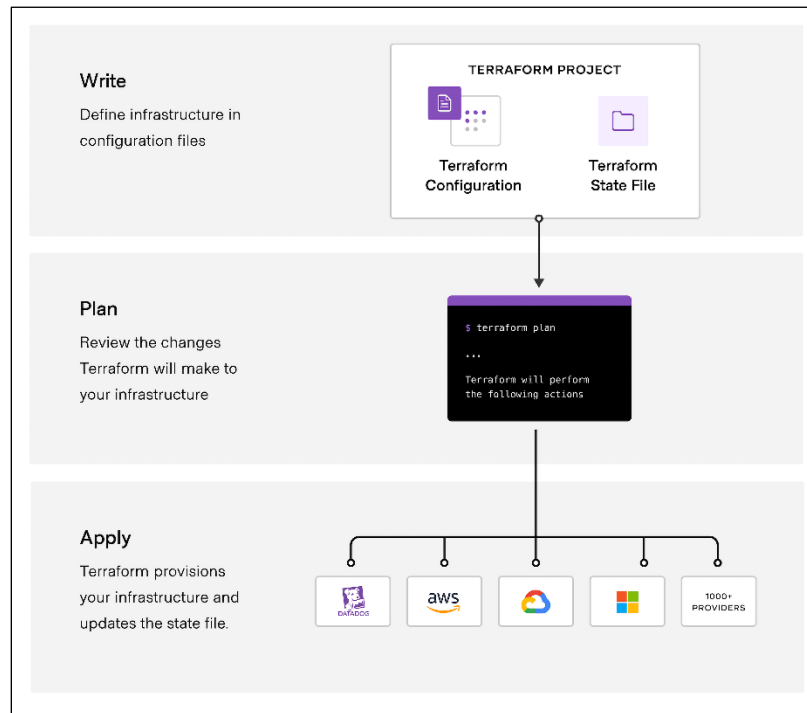 Write
Define infrastructure in
configuration files
TERRAFORM PROJECT
Terraform
Configuration
Terraform
State File
Plan
Review the changes
Terraform will make to
your infrastructure
$ terraform plan
...
Terraform will perform
the following actions
Apply
Terraform provisions
your infrastructure and
updates the state file.
DATADOG
aws
1000+
PROVIDERS